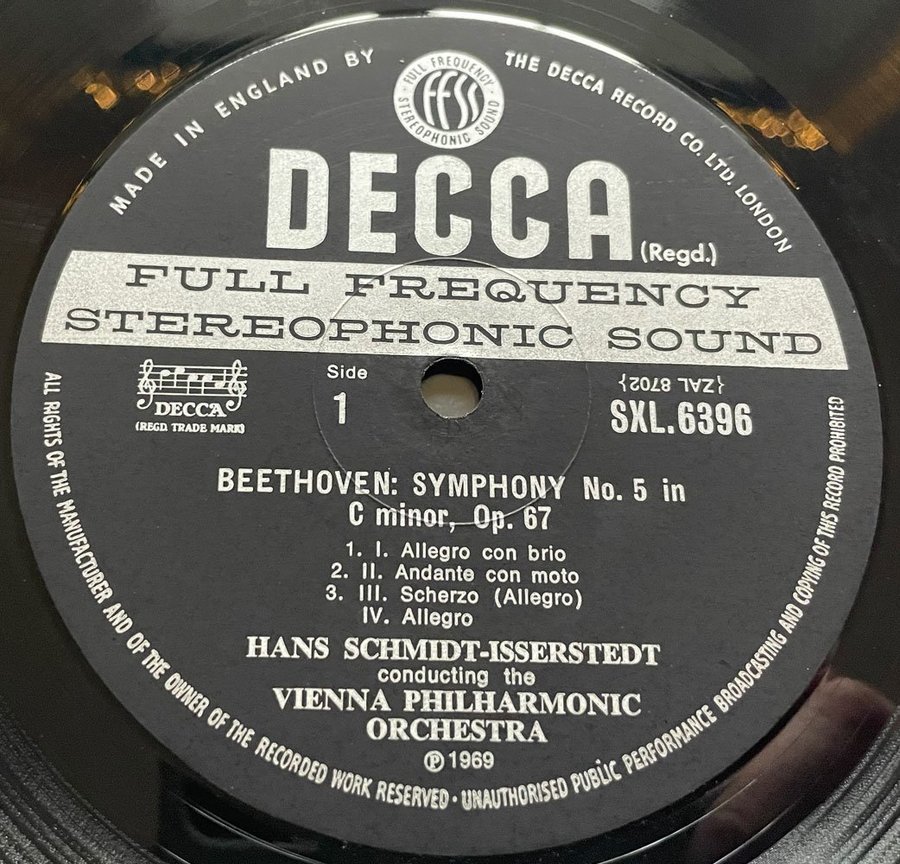 MADE IN ENGLAND BY
THE DECCA RECORD CO. LTD. LONDON
FULL FREQUENCY
FFSS
STEREOPHONIC SOUND
DECCA
(Regd.)
FULL FREQUENCY
STEREOPHONIC SOUND
DECCA
(REGD. TRADE MARK)
Side
1
{ZAL 8702}
SXL.6396
BEETHOVEN: SYMPHONY No. 5 in
C minor, Op. 67
1. I. Allegro con brio
2. II. Andante con moto
3. III. Scherzo (Allegro)
IV. Allegro
HANS SCHMIDT-ISSERSTEDT
conducting the
VIENNA PHILHARMONIC
ORCHESTRA
℗ 1969
ALL RIGHTS OF THE MANUFACTURER AND OF THE OWNER OF THE RECORDED WORK RESERVED · UNAUTHORISED PUBLIC PERFORMANCE BROADCASTING AND COPYING OF THIS RECORD PROHIBITED